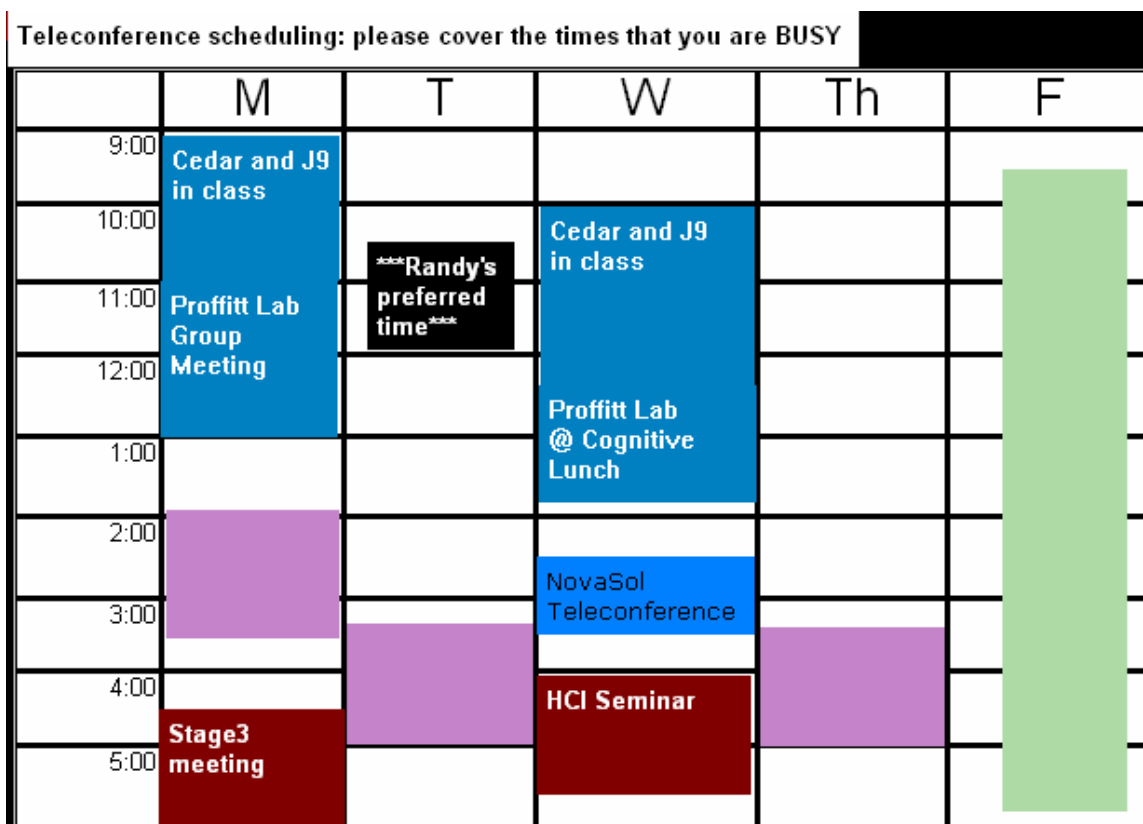 Teleconference scheduling: please cover the times that you are BUSY
M T W Th F
9:00
Cedar and J9
in class
10:00
Cedar and J9
in class
***Randy's
preferred
time***
11:00
Proffitt Lab
Group
Meeting
12:00
Proffitt Lab
@ Cognitive
Lunch
1:00
2:00
NovaSol
Teleconference
3:00
4:00
HCI Seminar
Stage3
meeting
5:00